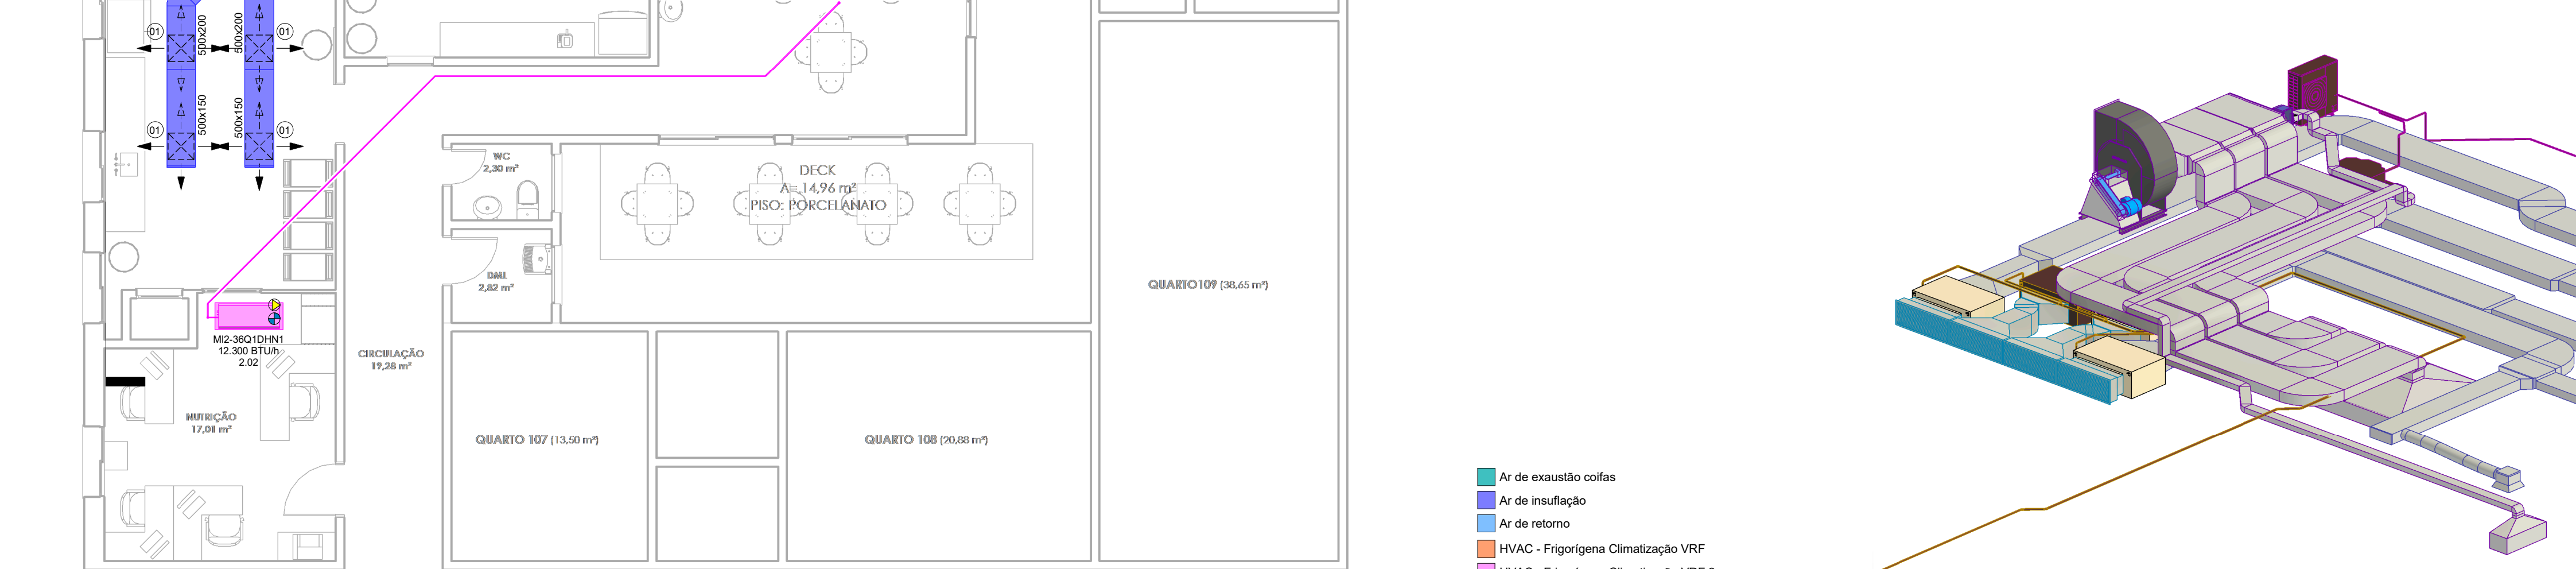 01
500x200
500x200
01
01
500x150
500x150
01
WC
2,30 m²
DECK
A= 14,96 m²
PISO: PORCELANATO
DML
2,82 m²
QUARTO109 (38,65 m²)
MI2-36Q1DHN1
12.300 BTU/h
2.02
CIRCULAÇÃO
19,28 m²
NUTRIÇÃO
17,01 m²
QUARTO 107 (13,50 m²)
QUARTO 108 (20,88 m²)
Ar de exaustão coifas
Ar de insuflação
Ar de retorno
HVAC - Frigorígena Climatização VRF